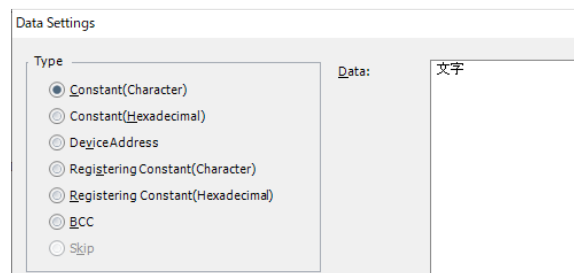 Data Settings
Type
Constant(Character)
Constant(Hexadecimal)
DeviceAddress
Registering Constant(Character)
Registering Constant(Hexadecimal)
BCC
Skip
Data:
文字